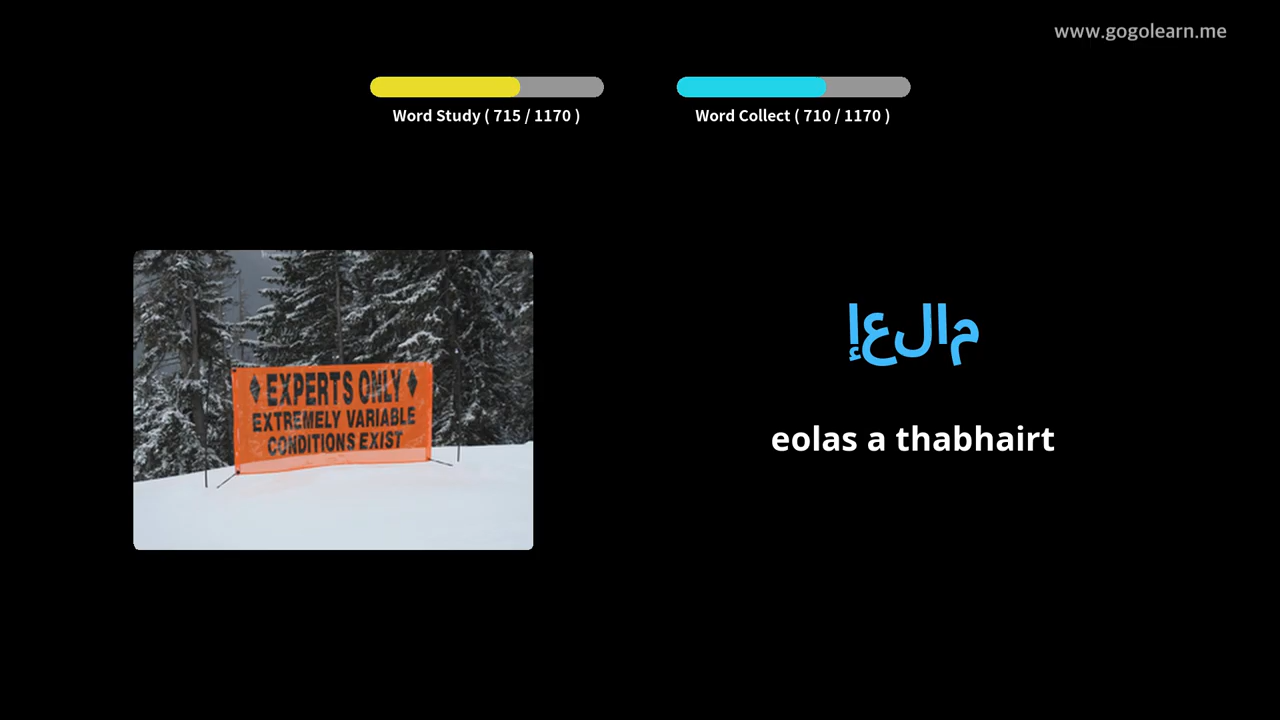 www.gogolearn.me
Word Study ( 715 / 1170 )
Word Collect ( 710 / 1170 )
EXPERTS ONLY
EXTREMELY VARIABLE
CONDITIONS EXIST
مالعإ
eolas a thabhairt